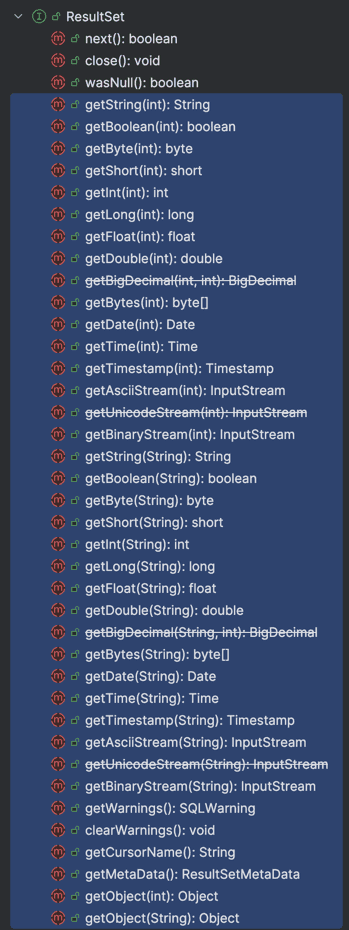 ResultSet
next(): boolean
close(): void
wasNull(): boolean
getString(int): String
getBoolean(int): boolean
getByte(int): byte
getShort(int): short
getInt(int): int
getLong(int): long
getFloat(int): float
getDouble(int): double
getBigDecimal(int, int): BigDecimal
getBytes(int): byte[]
getDate(int): Date
getTime(int): Time
getTimestamp(int): Timestamp
getAsciiStream(int): InputStream
getUnicodeStream(int): InputStream
getBinaryStream(int): InputStream
getString(String): String
getBoolean(String): boolean
getByte(String): byte
getShort(String): short
getInt(String): int
getLong(String): long
getFloat(String): float
getDouble(String): double
getBigDecimal(String, int): BigDecimal
getBytes(String): byte[]
getDate(String): Date
getTime(String): Time
getTimestamp(String): Timestamp
getAsciiStream(String): InputStream
getUnicodeStream(String): InputStream
getBinaryStream(String): InputStream
getWarnings(): SQLWarning
clearWarnings(): void
getCursorName(): String
getMetaData(): ResultSetMetaData
getObject(int): Object
getObject(String): Object